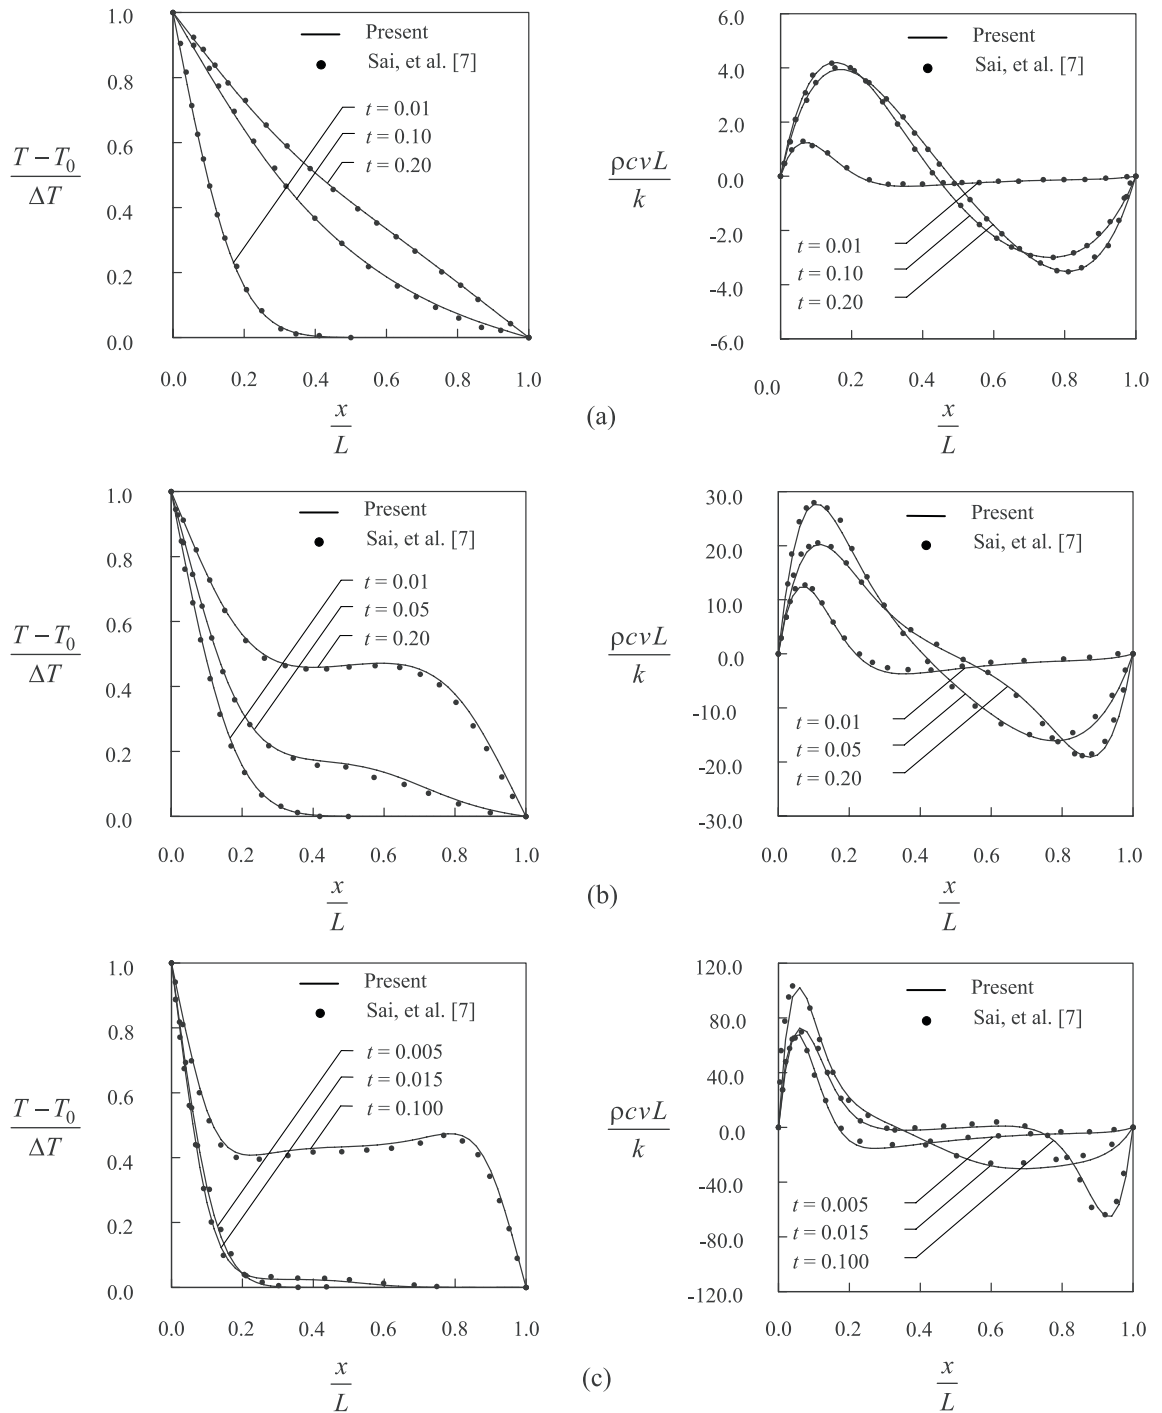 1.0
0.8
0.6
0.4
0.2
0.0
T − T₀
ΔT
Present
Sai, et al. [7]
t = 0.01
t = 0.10
t = 0.20
0.0 0.2 0.4 0.6 0.8 1.0
x
L
6.0
4.0
2.0
0.0
-2.0
-4.0
-6.0
ρcvL
k
Present
Sai, et al. [7]
t = 0.01
t = 0.10
t = 0.20
0.0 0.2 0.4 0.6 0.8 1.0
x
L
(a)
1.0
0.8
0.6
0.4
0.2
0.0
T − T₀
ΔT
Present
Sai, et al. [7]
t = 0.01
t = 0.05
t = 0.20
0.0 0.2 0.4 0.6 0.8 1.0
x
L
30.0
20.0
10.0
0.0
-10.0
-20.0
-30.0
ρcvL
k
Present
Sai, et al. [7]
t = 0.01
t = 0.05
t = 0.20
0.0 0.2 0.4 0.6 0.8 1.0
x
L
(b)
1.0
0.8
0.6
0.4
0.2
0.0
T − T₀
ΔT
Present
Sai, et al. [7]
t = 0.005
t = 0.015
t = 0.100
0.0 0.2 0.4 0.6 0.8 1.0
x
L
120.0
80.0
40.0
0.0
-40.0
-80.0
-120.0
ρcvL
k
Present
Sai, et al. [7]
t = 0.005
t = 0.015
t = 0.100
0.0 0.2 0.4 0.6 0.8 1.0
x
L
(c)